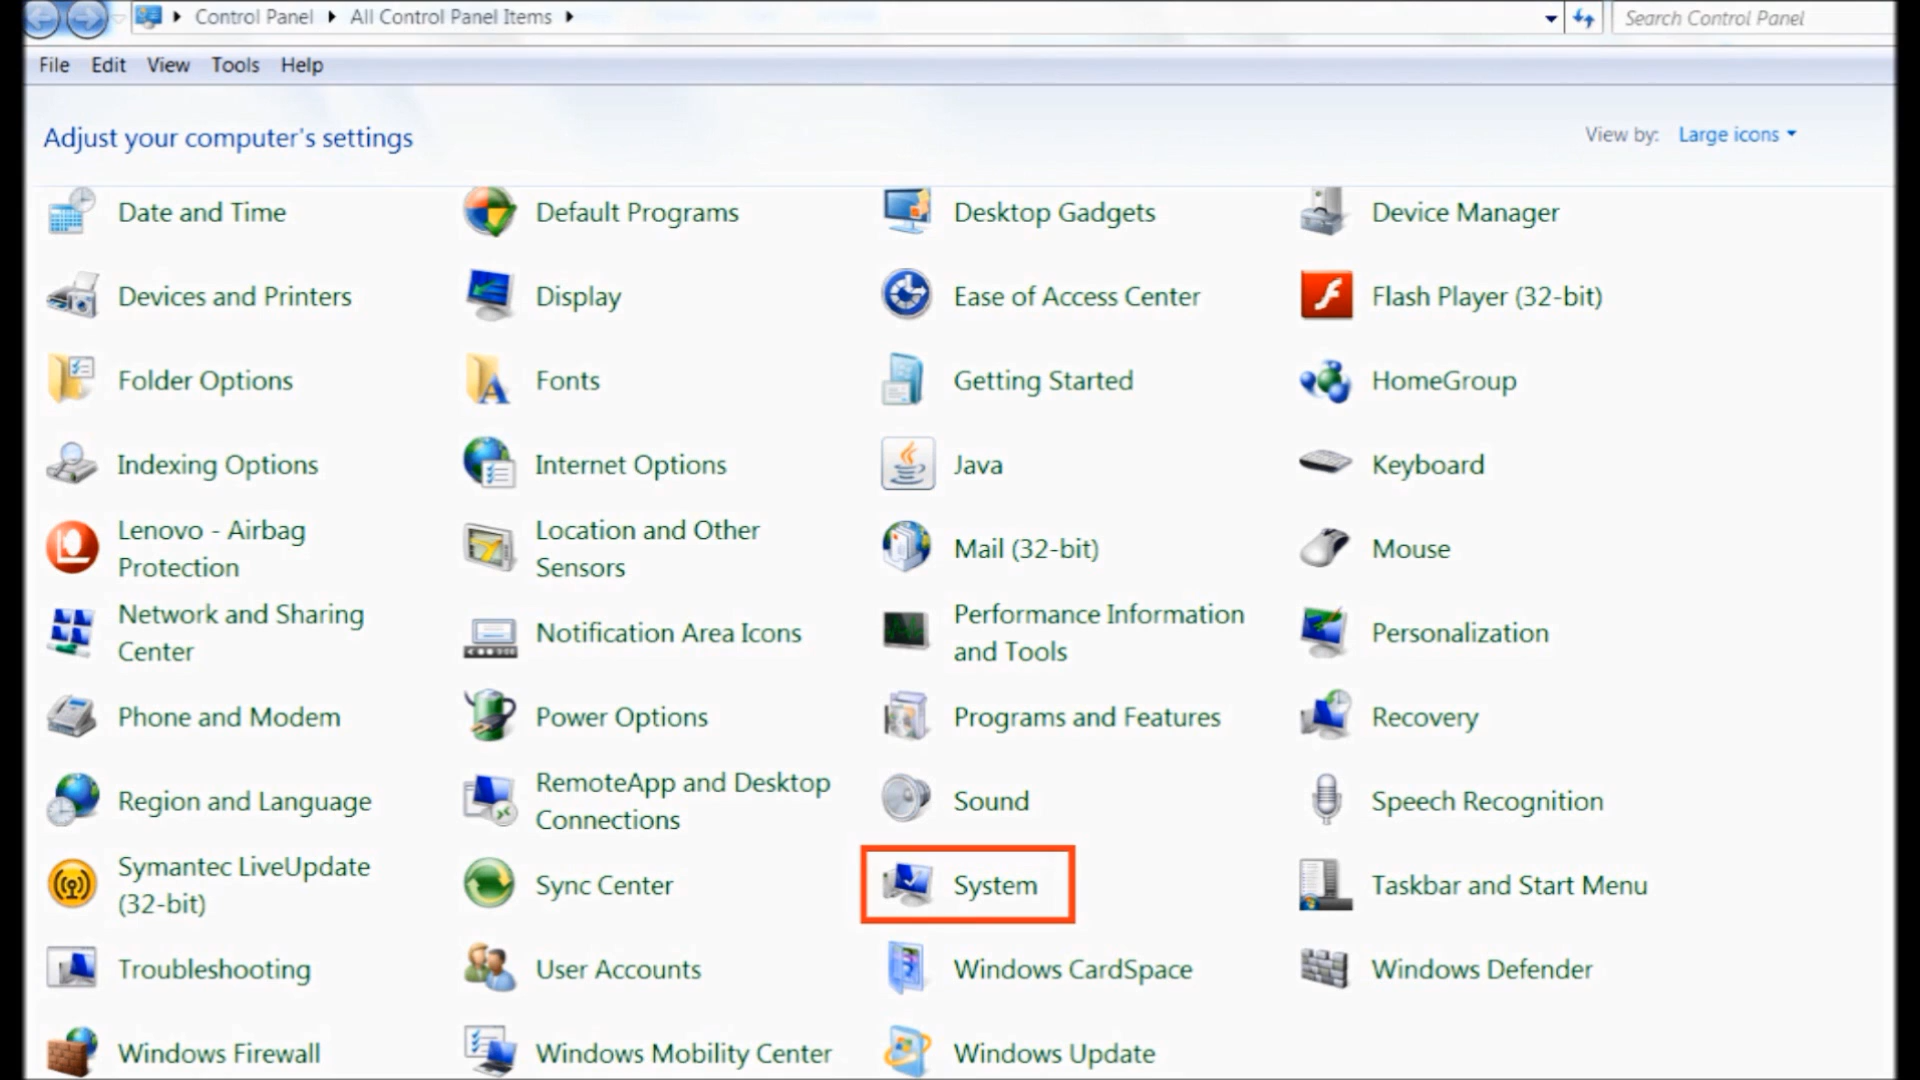 Control Panel All Control Panel Items Search Control Panel
File Edit View Tools Help
Adjust your computer's settings View by: Large icons
Date and Time Default Programs Desktop Gadgets Device Manager
Devices and Printers Display Ease of Access Center Flash Player (32-bit)
Folder Options Fonts Getting Started HomeGroup
Indexing Options Internet Options Java Keyboard
Lenovo - Airbag
Protection
Location and Other
Sensors
Mail (32-bit) Mouse
Network and Sharing
Center
Notification Area Icons
Performance Information
and Tools
Personalization
Phone and Modem Power Options Programs and Features Recovery
Region and Language
RemoteApp and Desktop
Connections
Sound Speech Recognition
Symantec LiveUpdate
(32-bit)
Sync Center System Taskbar and Start Menu
Troubleshooting User Accounts Windows CardSpace Windows Defender
Windows Firewall Windows Mobility Center Windows Update